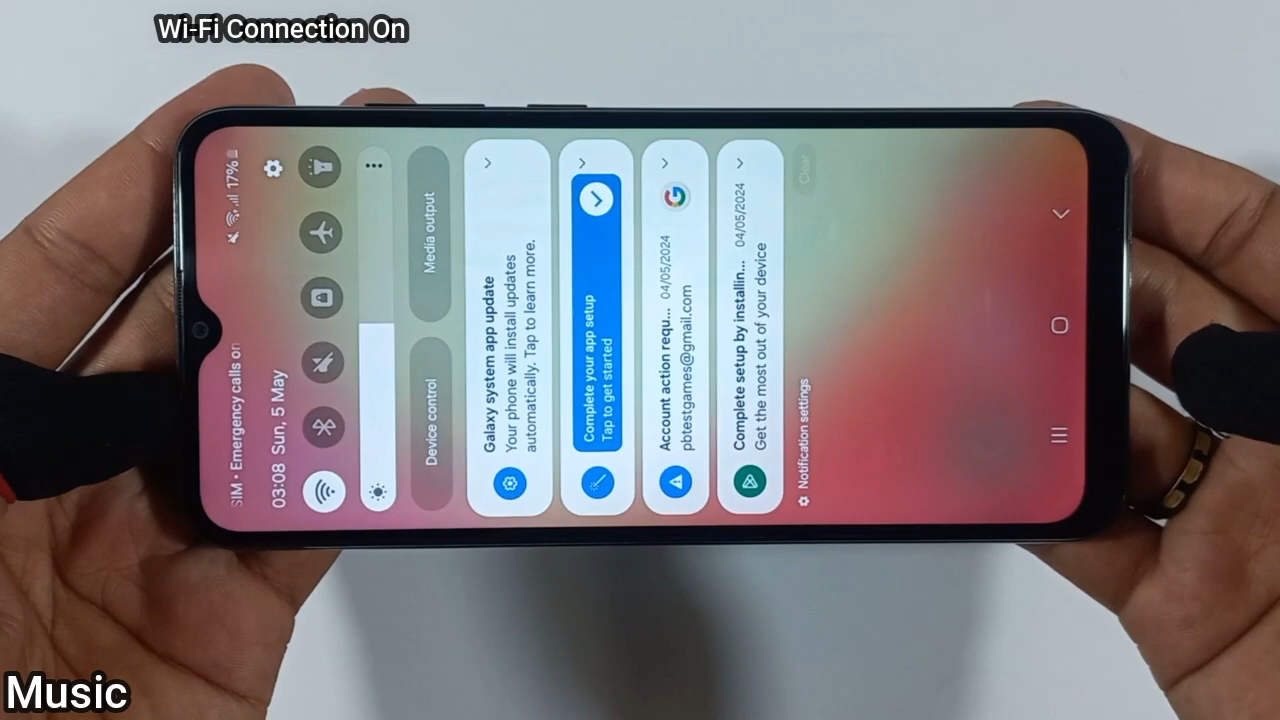 Wi-Fi Connection On
SIM • Emergency calls on
17%
03:08 Sun, 5 May
Device control
Media output
Galaxy system app update
Your phone will install updates
automatically. Tap to learn more.
Complete your app setup
Tap to get started
Account action requ... 04/05/2024
pbtestgames@gmail.com
Complete setup by installin... 04/05/2024
Get the most out of your device
Notification settings
Clear
Music